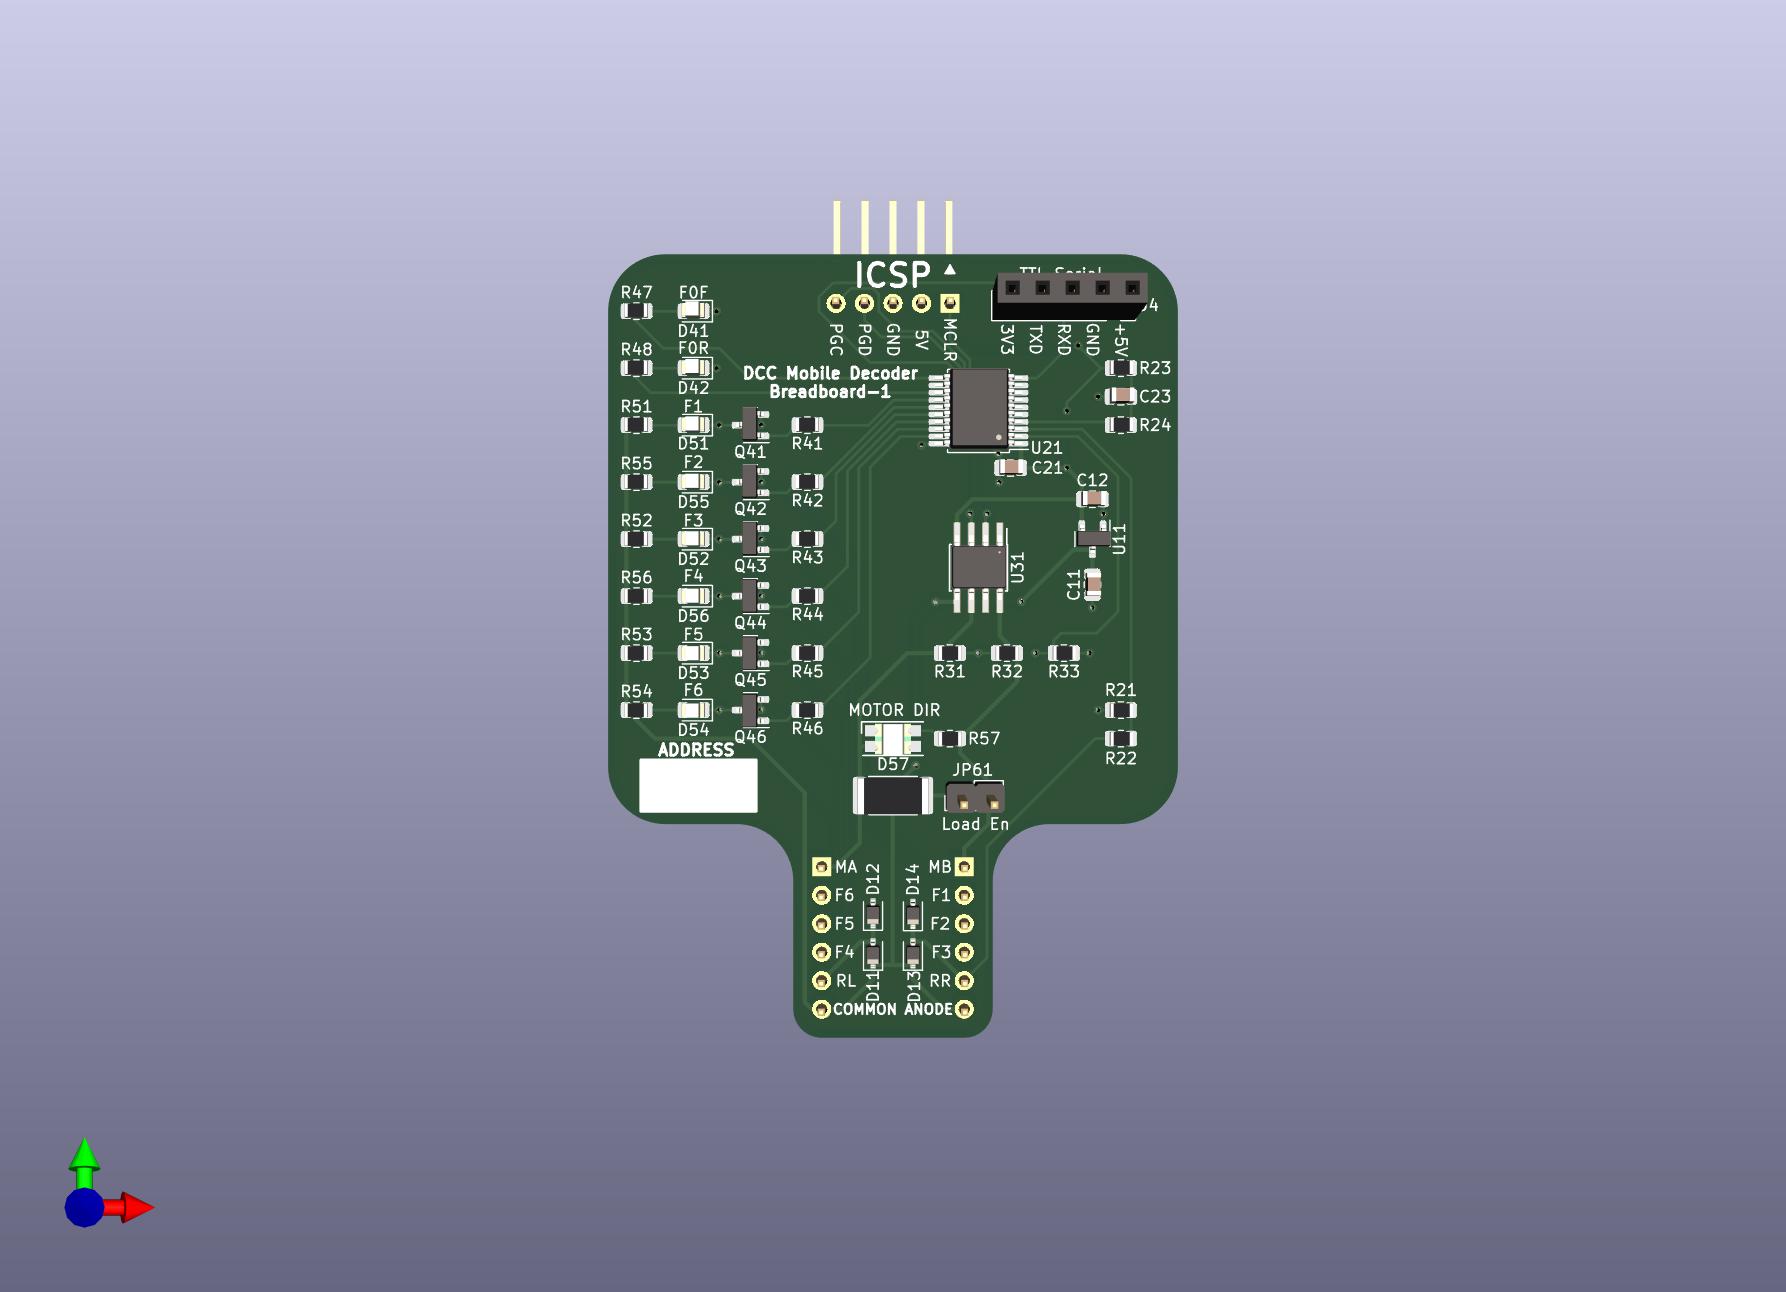 ICSP
PGC
PGD
GND
5V
MCLR
3V3
TXD
RXD
GND
+5V
DCC Mobile Decoder
Breadboard-1
R47
F0F
D41
R48
F0R
D42
R51
F1
D51
Q41
R41
R55
F2
D55
Q42
R42
R52
F3
D52
Q43
R43
R56
F4
D56
Q44
R44
R53
F5
D53
Q45
R45
R54
F6
D54
Q46
R46
ADDRESS
R23
C23
R24
U21
C21
C12
U11
U31
C11
R31
R32
R33
R21
R22
MOTOR DIR
R57
D57
JP61
Load En
MA
D12
D14
MB
F6
F1
F5
F2
F4
F3
RL
D11
D13
RR
COMMON ANODE